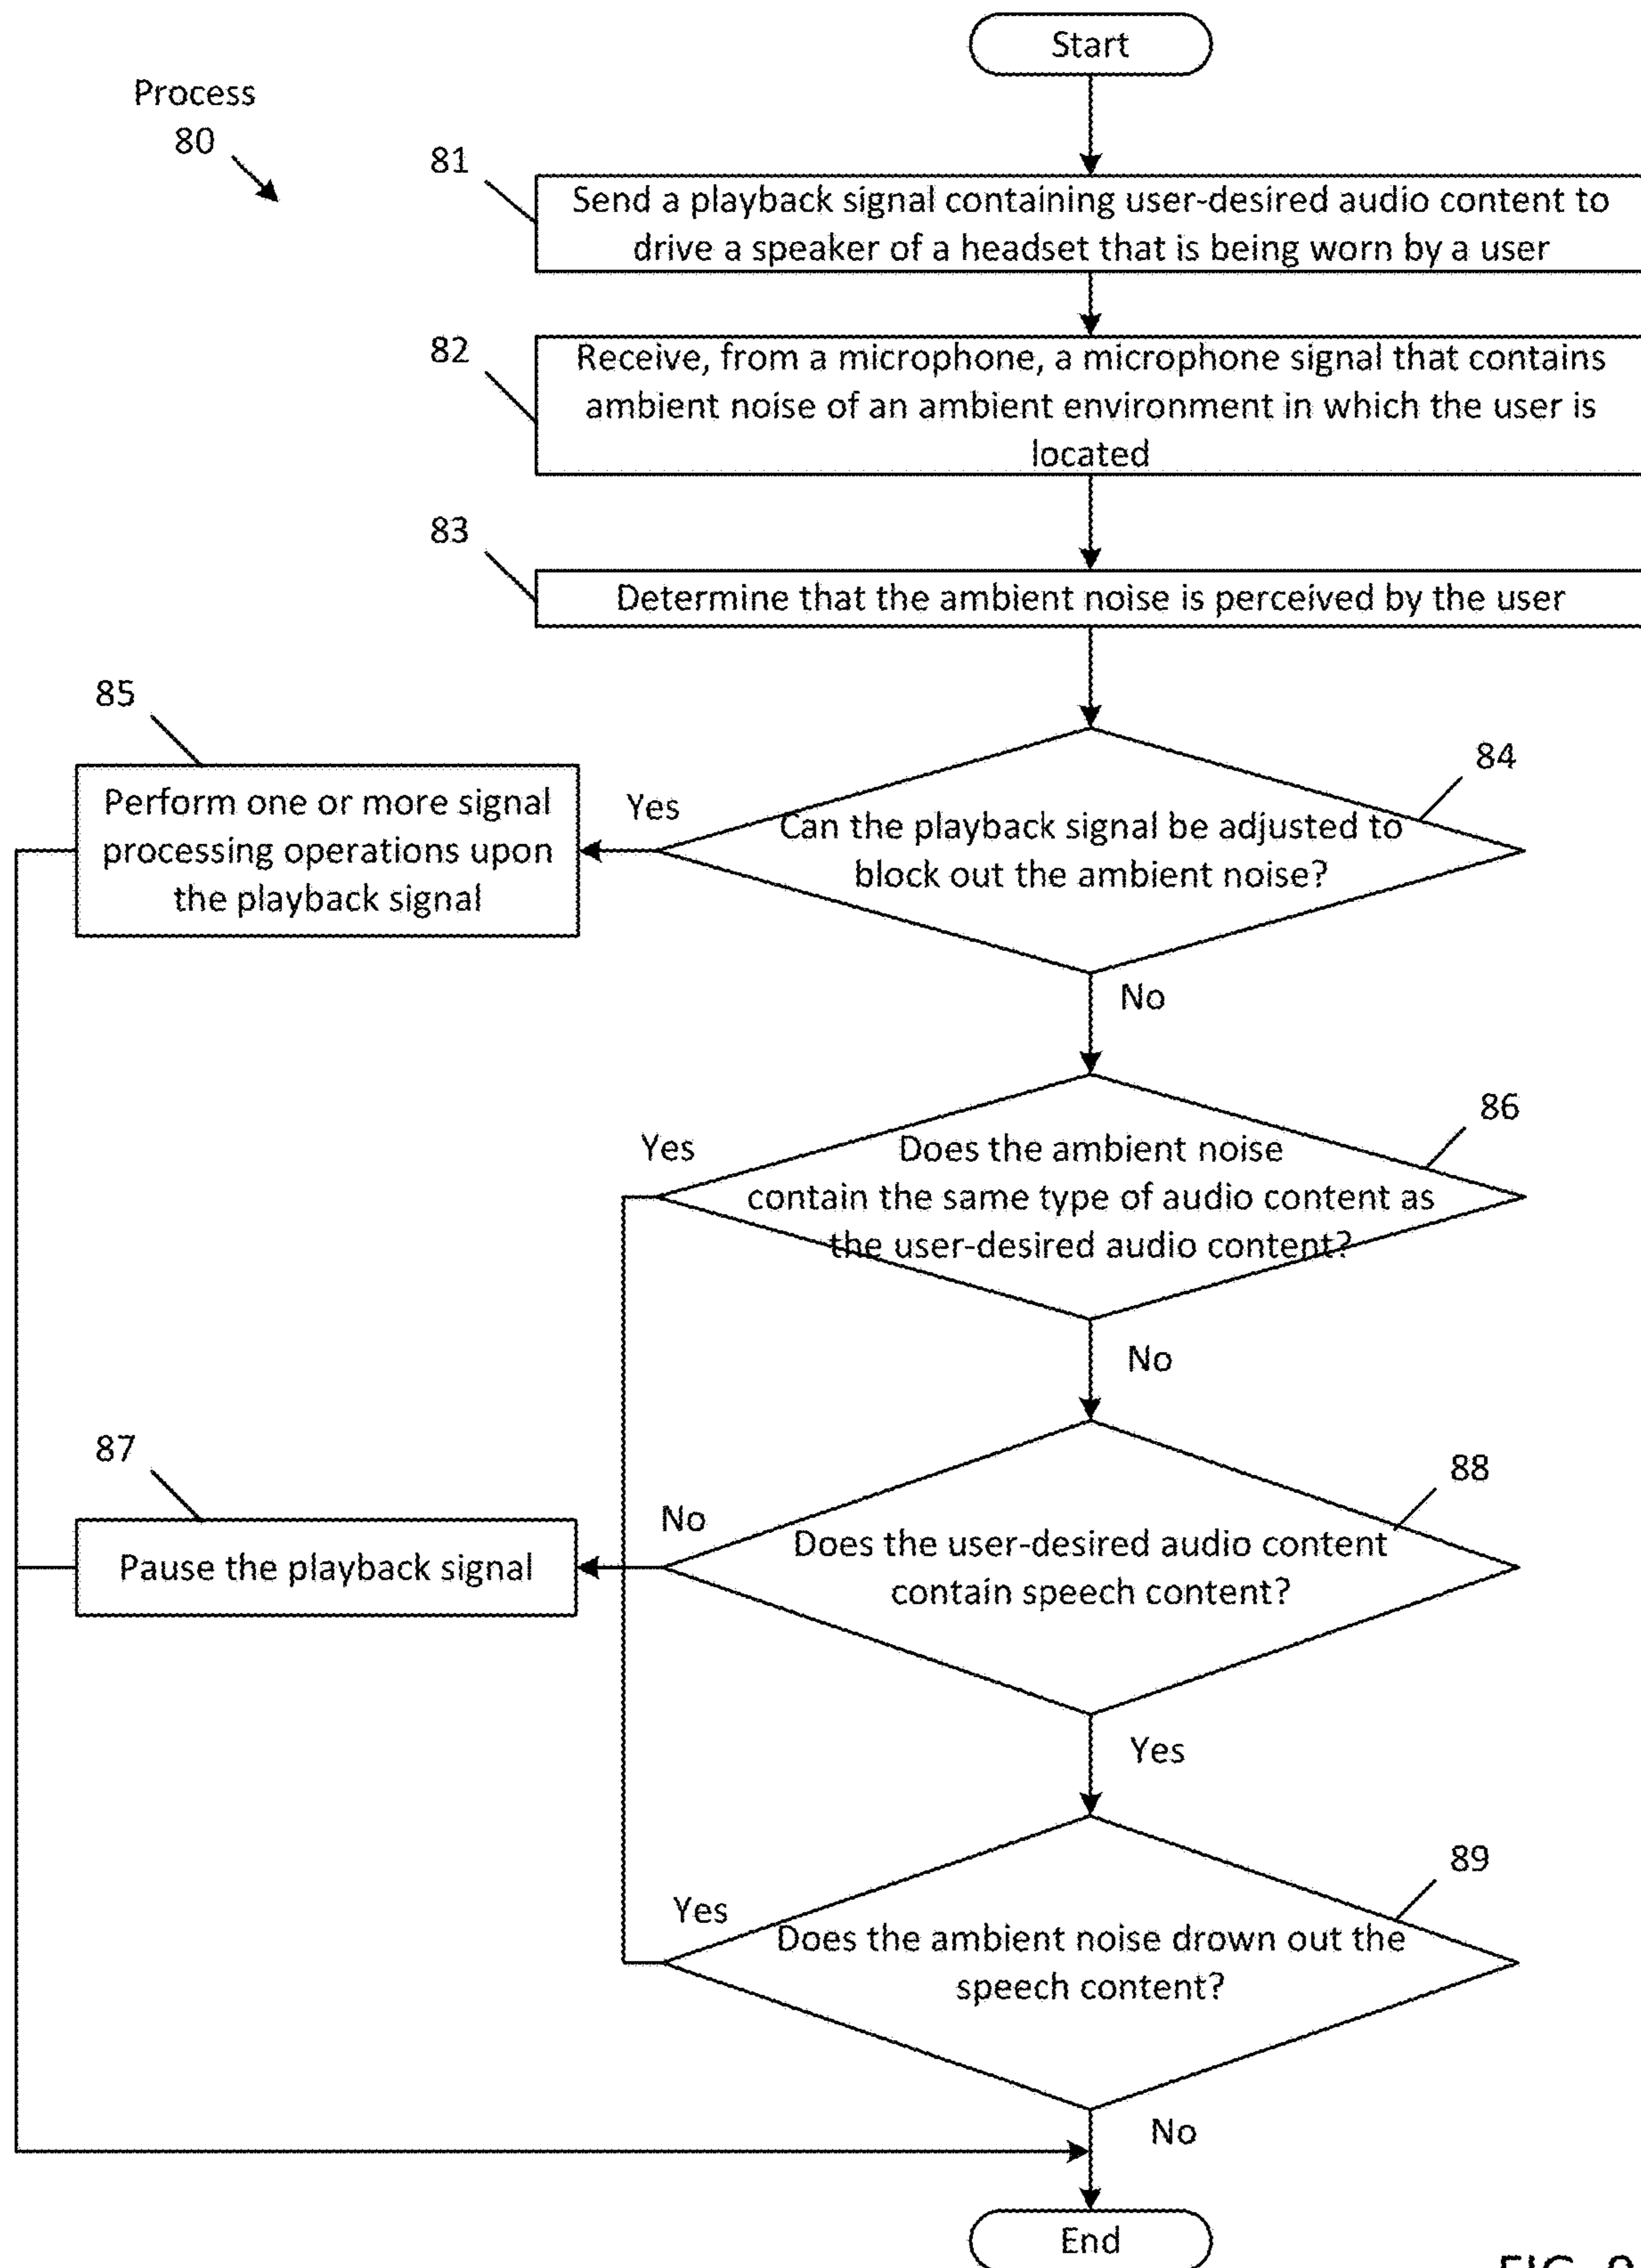 Start
Process
80
81
Send a playback signal containing user-desired audio content to
drive a speaker of a headset that is being worn by a user
82
Receive, from a microphone, a microphone signal that contains
ambient noise of an ambient environment in which the user is
located
83
Determine that the ambient noise is perceived by the user
85
84
Perform one or more signal
processing operations upon
the playback signal
Yes
Can the playback signal be adjusted to
block out the ambient noise?
No
86
Yes
Does the ambient noise
contain the same type of audio content as
the user-desired audio content?
No
87
88
Pause the playback signal
No
Does the user-desired audio content
contain speech content?
Yes
89
Yes
Does the ambient noise drown out the
speech content?
No
End